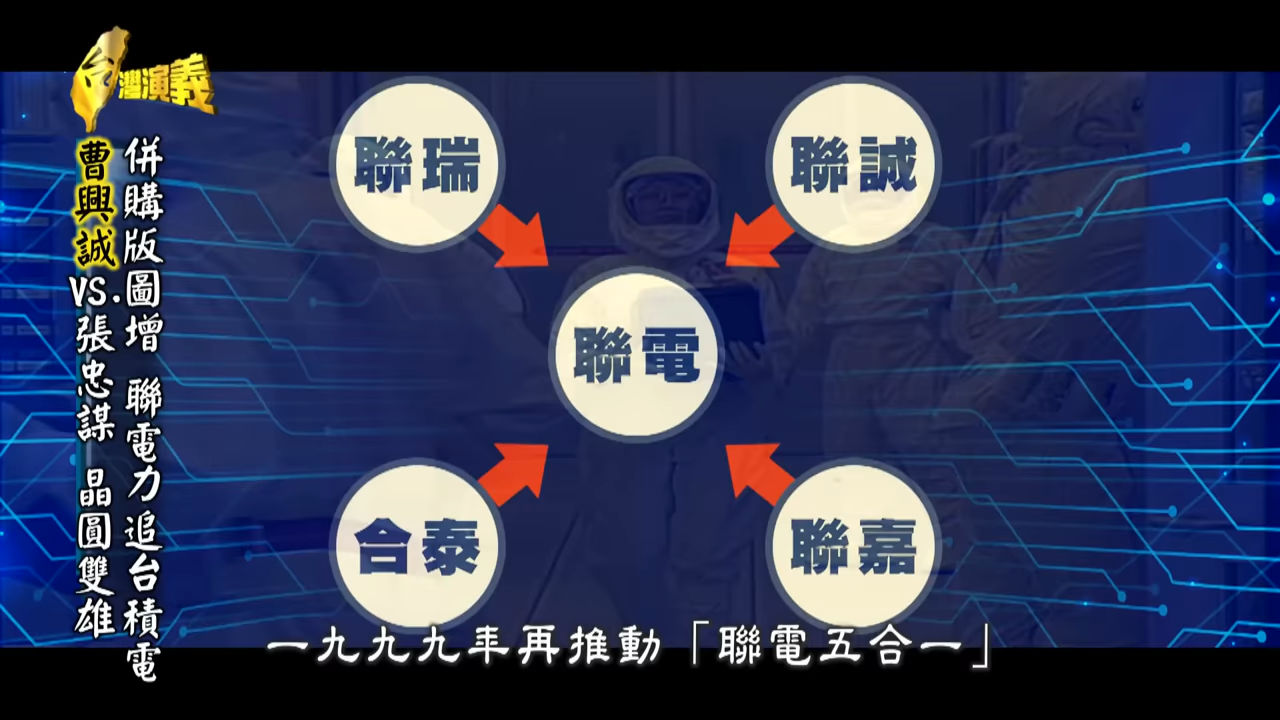 台灣演義
併購版圖增 聯電力追台積電
曹興誠VS.張忠謀 晶圓雙雄
聯瑞
聯誠
聯電
合泰
聯嘉
一九九九年再推動「聯電五合一」